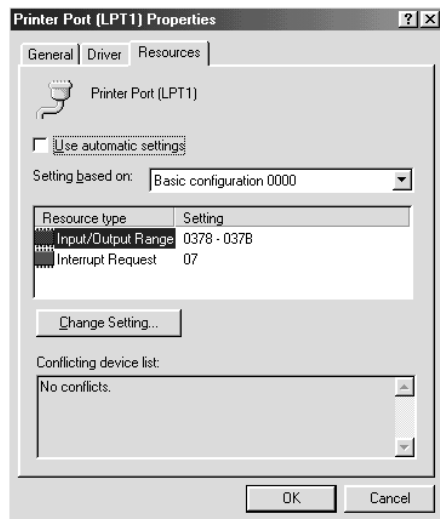 Printer Port (LPT1) Properties
General Driver Resources
Printer Port (LPT1)
Use automatic settings
Setting based on: Basic configuration 0000
Resource type Setting
Input/Output Range 0378 - 037B
Interrupt Request 07
Change Setting...
Conflicting device list:
No conflicts.
OK Cancel